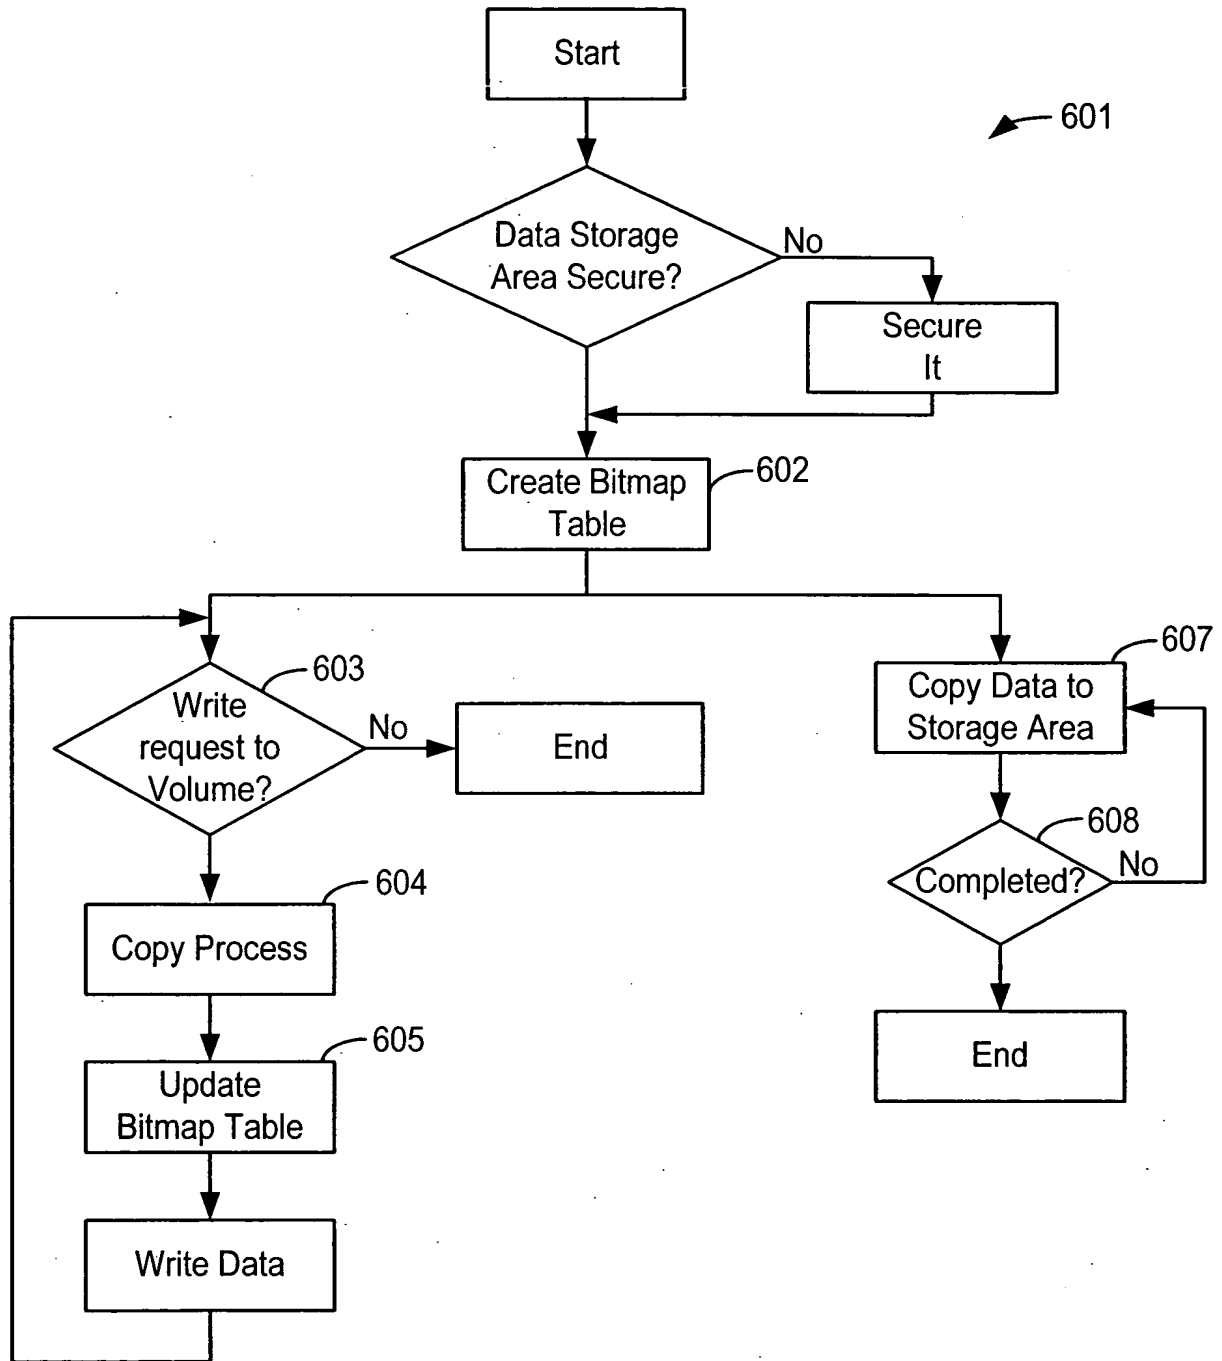 Start
601
Data Storage
Area Secure?
No
Secure
It
Create Bitmap
Table
602
603
Write
request to
Volume?
No
End
607
Copy Data to
Storage Area
608
Completed?
No
End
604
Copy Process
605
Update
Bitmap Table
Write Data